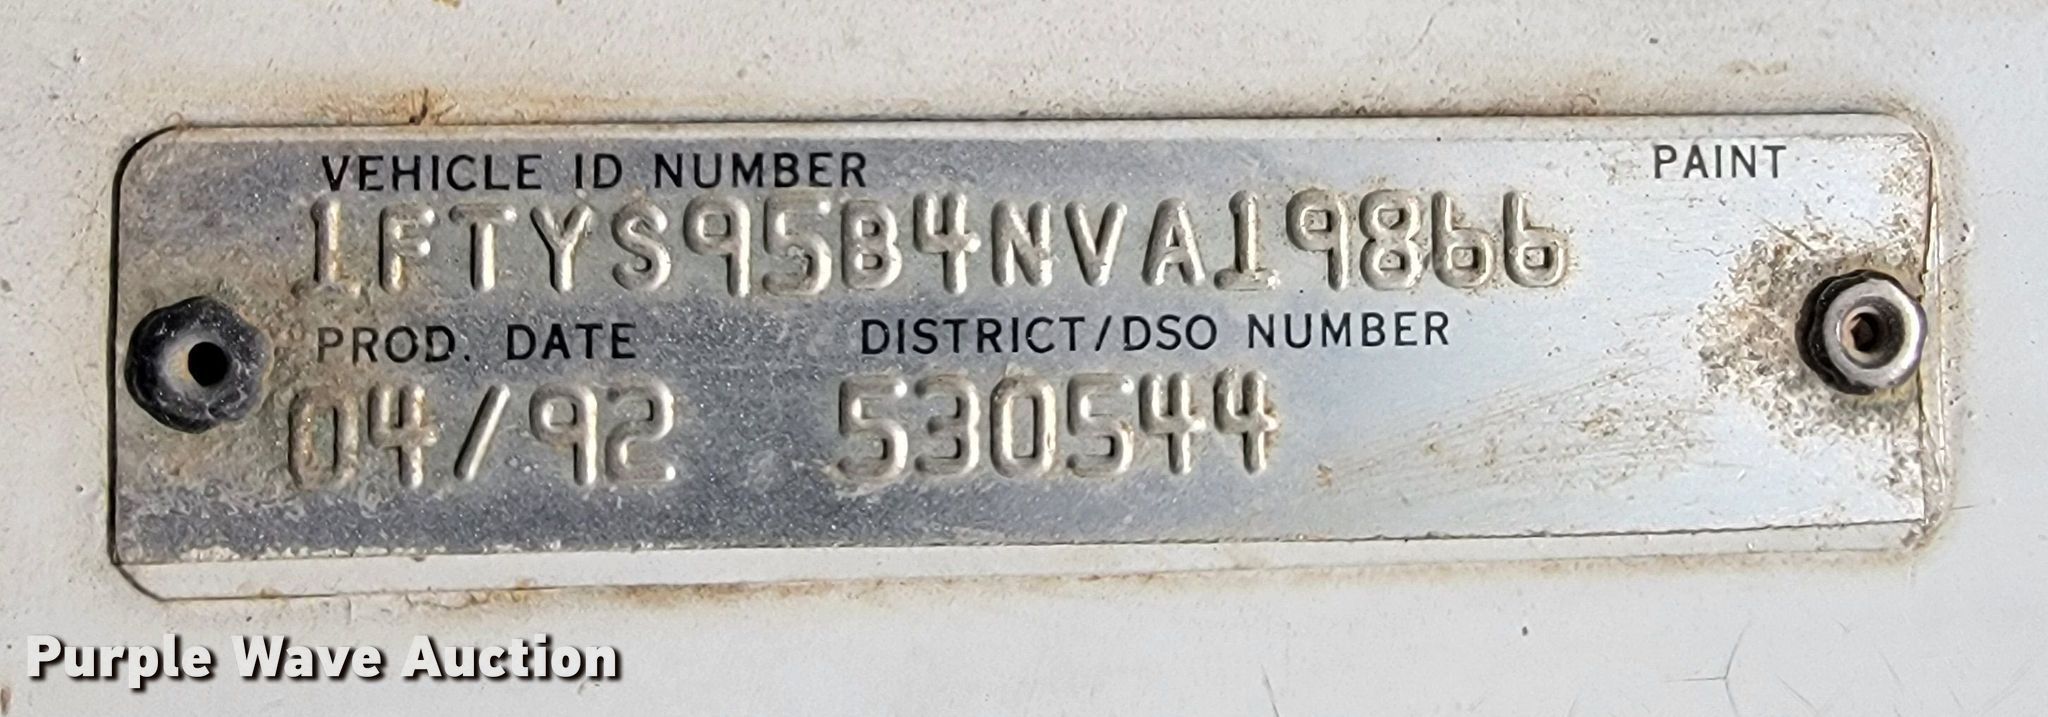 VEHICLE ID NUMBER PAINT
1FTYS95B4NVA19866
PROD. DATE DISTRICT/DSO NUMBER
04/92 530544
Purple Wave Auction